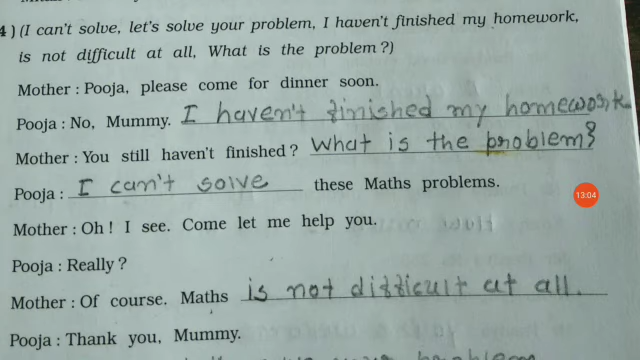 4) (I can't solve, let's solve your problem, I haven't finished my homework,
is not difficult at all, What is the problem?)
Mother : Pooja, please come for dinner soon.
Pooja : No, Mummy. I haven't finished my homework
Mother : You still haven't finished? What is the problem?
Pooja : I can't solve these Maths problems.
13:04
Mother : Oh! I see. Come let me help you.
Pooja : Really?
Mother : Of course. Maths is not difficult at all.
Pooja : Thank you, Mummy.
problem